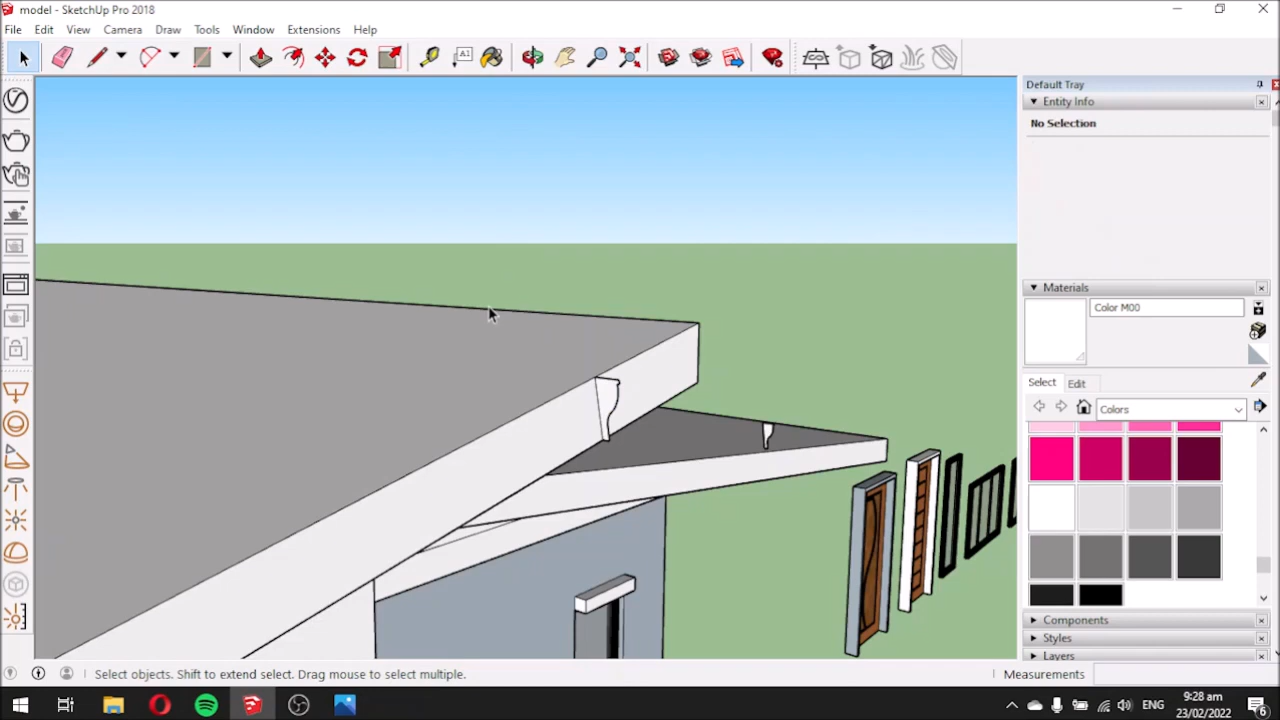 model - SketchUp Pro 2018
File Edit View Camera Draw Tools Window Extensions Help
A1
Default Tray
Entity Info
No Selection
Materials
Color M00
Select Edit
Colors
Components
Styles
Layers
Select objects. Shift to extend select. Drag mouse to select multiple.
Measurements
ENG
9:28 am
23/02/2022
6